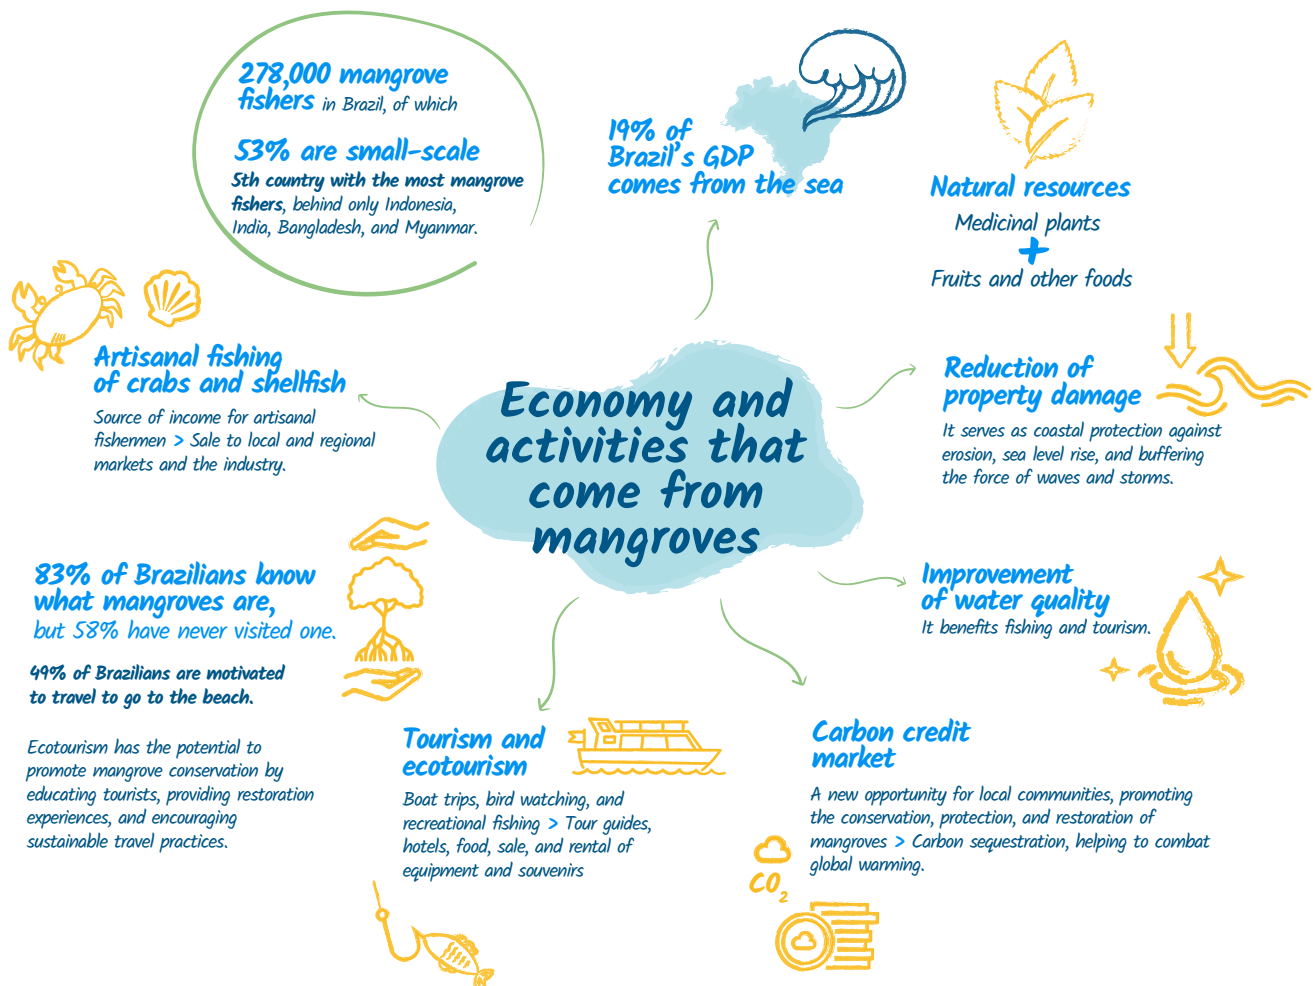 278,000 mangrove
fishers in Brazil, of which
53% are small-scale
5th country with the most mangrove
fishers, behind only Indonesia,
India, Bangladesh, and Myanmar.
19% of
Brazil's GDP
comes from the sea
Natural resources
Medicinal plants
+
Fruits and other foods
Artisanal fishing
of crabs and shellfish
Source of income for artisanal
fishermen > Sale to local and regional
markets and the industry.
Economy and
activities that
come from
mangroves
Reduction of
property damage
It serves as coastal protection against
erosion, sea level rise, and buffering
the force of waves and storms.
83% of Brazilians know
what mangroves are,
but 58% have never visited one.
49% of Brazilians are motivated
to travel to go to the beach.
Ecotourism has the potential to
promote mangrove conservation by
educating tourists, providing restoration
experiences, and encouraging
sustainable travel practices.
Improvement
of water quality
It benefits fishing and tourism.
Tourism and
ecotourism
Boat trips, bird watching, and
recreational fishing > Tour guides,
hotels, food, sale, and rental of
equipment and souvenirs
Carbon credit
market
A new opportunity for local communities, promoting
the conservation, protection, and restoration of
mangroves > Carbon sequestration, helping to combat
global warming.
CO2